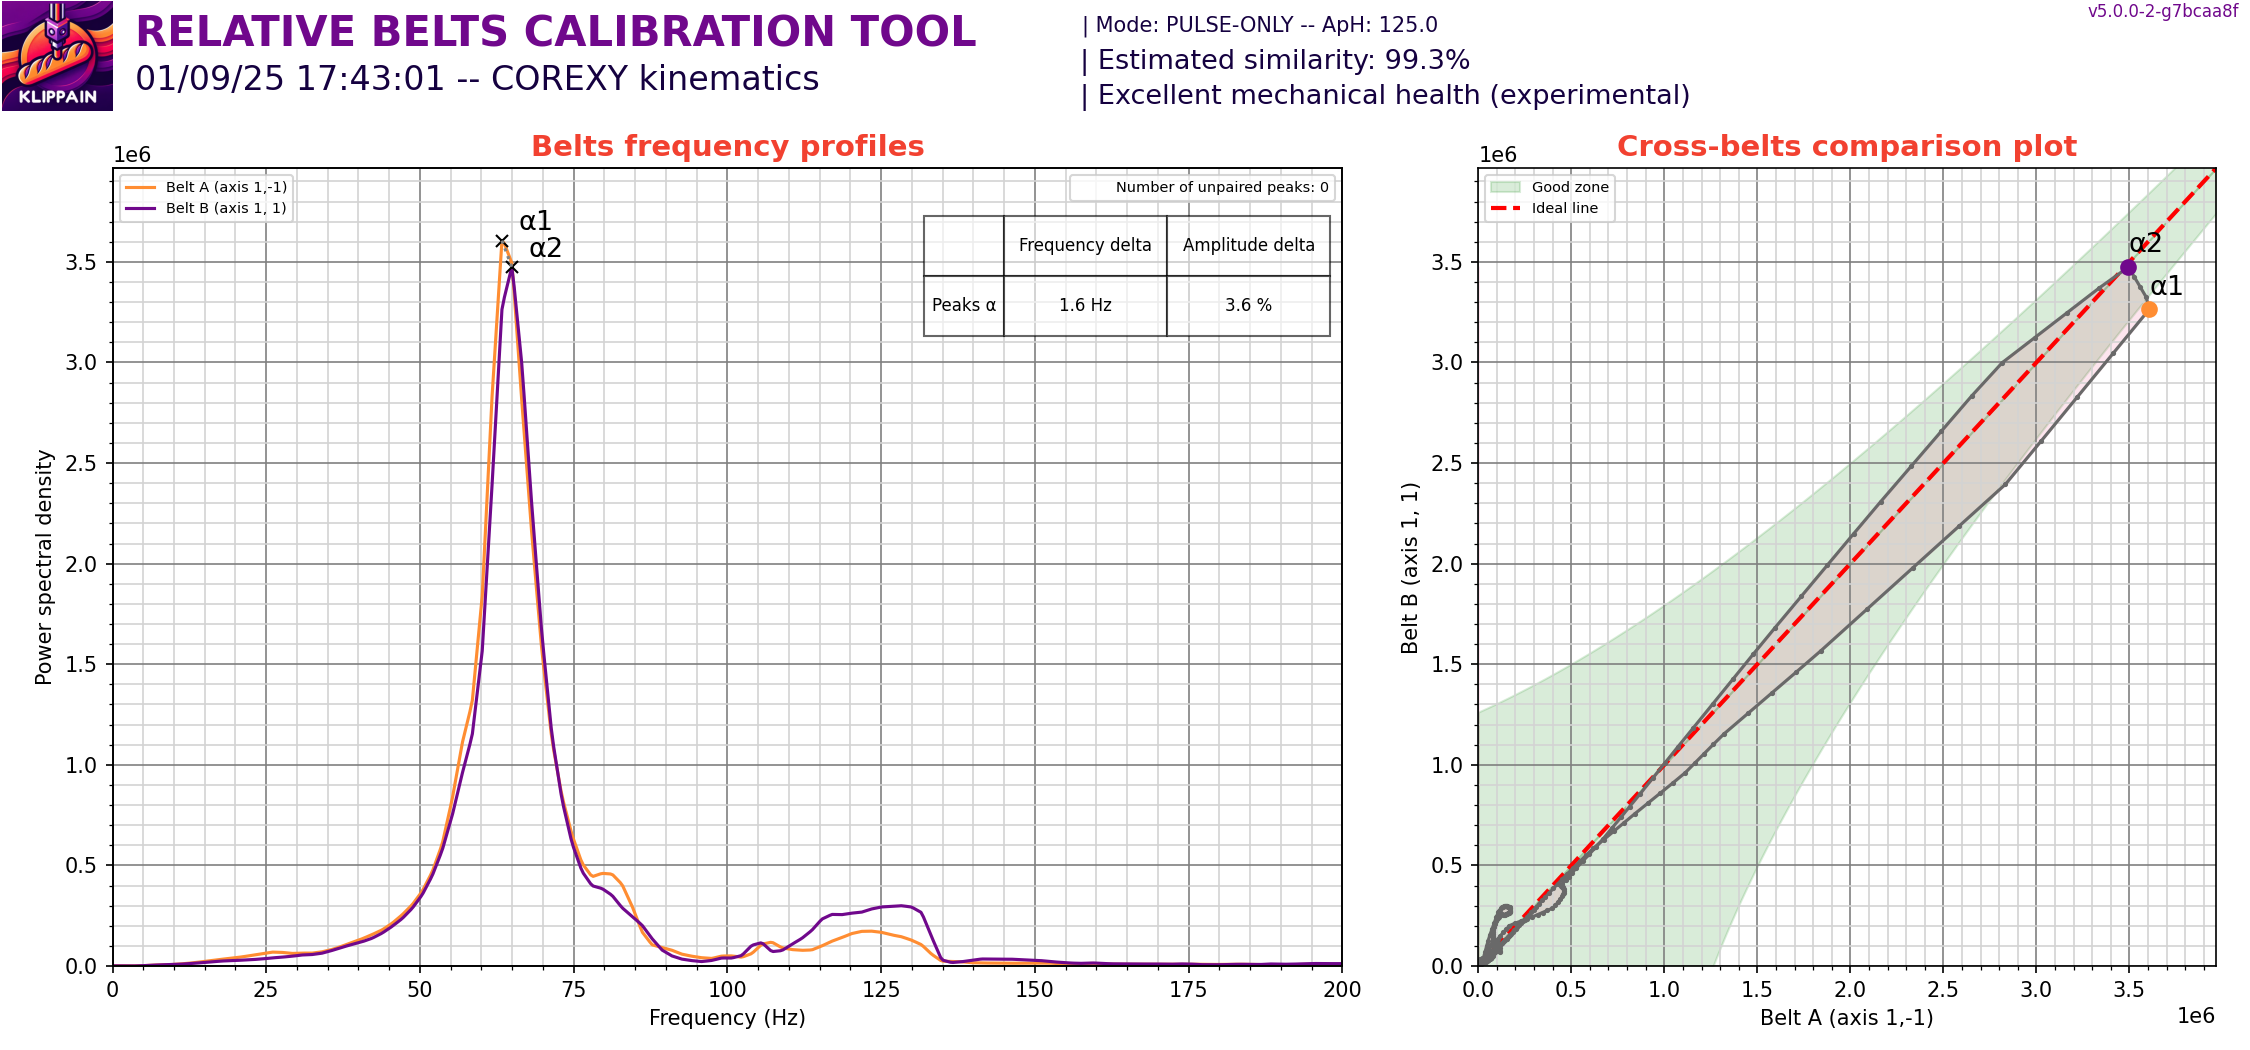 KLIPPAIN
RELATIVE BELTS CALIBRATION TOOL
01/09/25 17:43:01 -- COREXY kinematics
| Mode: PULSE-ONLY -- ApH: 125.0
| Estimated similarity: 99.3%
| Excellent mechanical health (experimental)
v5.0.0-2-g7bcaa8f
Belts frequency profiles
1e6
Belt A (axis 1,-1)
Belt B (axis 1, 1)
Number of unpaired peaks: 0
Frequency delta Amplitude delta
Peaks α 1.6 Hz 3.6 %
α1
α2
3.5
3.0
2.5
2.0
1.5
1.0
0.5
0.0
Power spectral density
0 25 50 75 100 125 150 175 200
Frequency (Hz)
Cross-belts comparison plot
1e6
Good zone
Ideal line
α2
α1
3.5
3.0
2.5
2.0
1.5
1.0
0.5
0.0
Belt B (axis 1, 1)
0.0 0.5 1.0 1.5 2.0 2.5 3.0 3.5
Belt A (axis 1,-1)
1e6